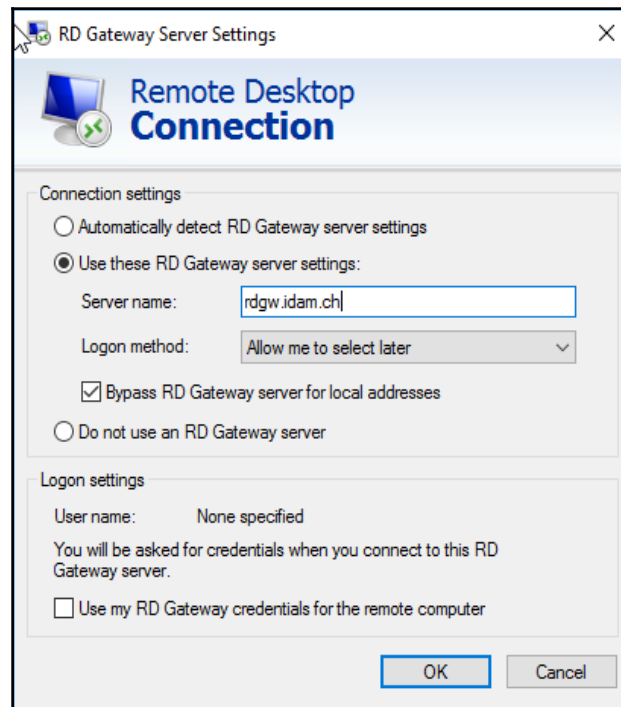 RD Gateway Server Settings
Remote Desktop
Connection
Connection settings
Automatically detect RD Gateway server settings
Use these RD Gateway server settings:
Server name: rdgw.idam.ch
Logon method: Allow me to select later
Bypass RD Gateway server for local addresses
Do not use an RD Gateway server
Logon settings
User name: None specified
You will be asked for credentials when you connect to this RD
Gateway server.
Use my RD Gateway credentials for the remote computer
OK Cancel